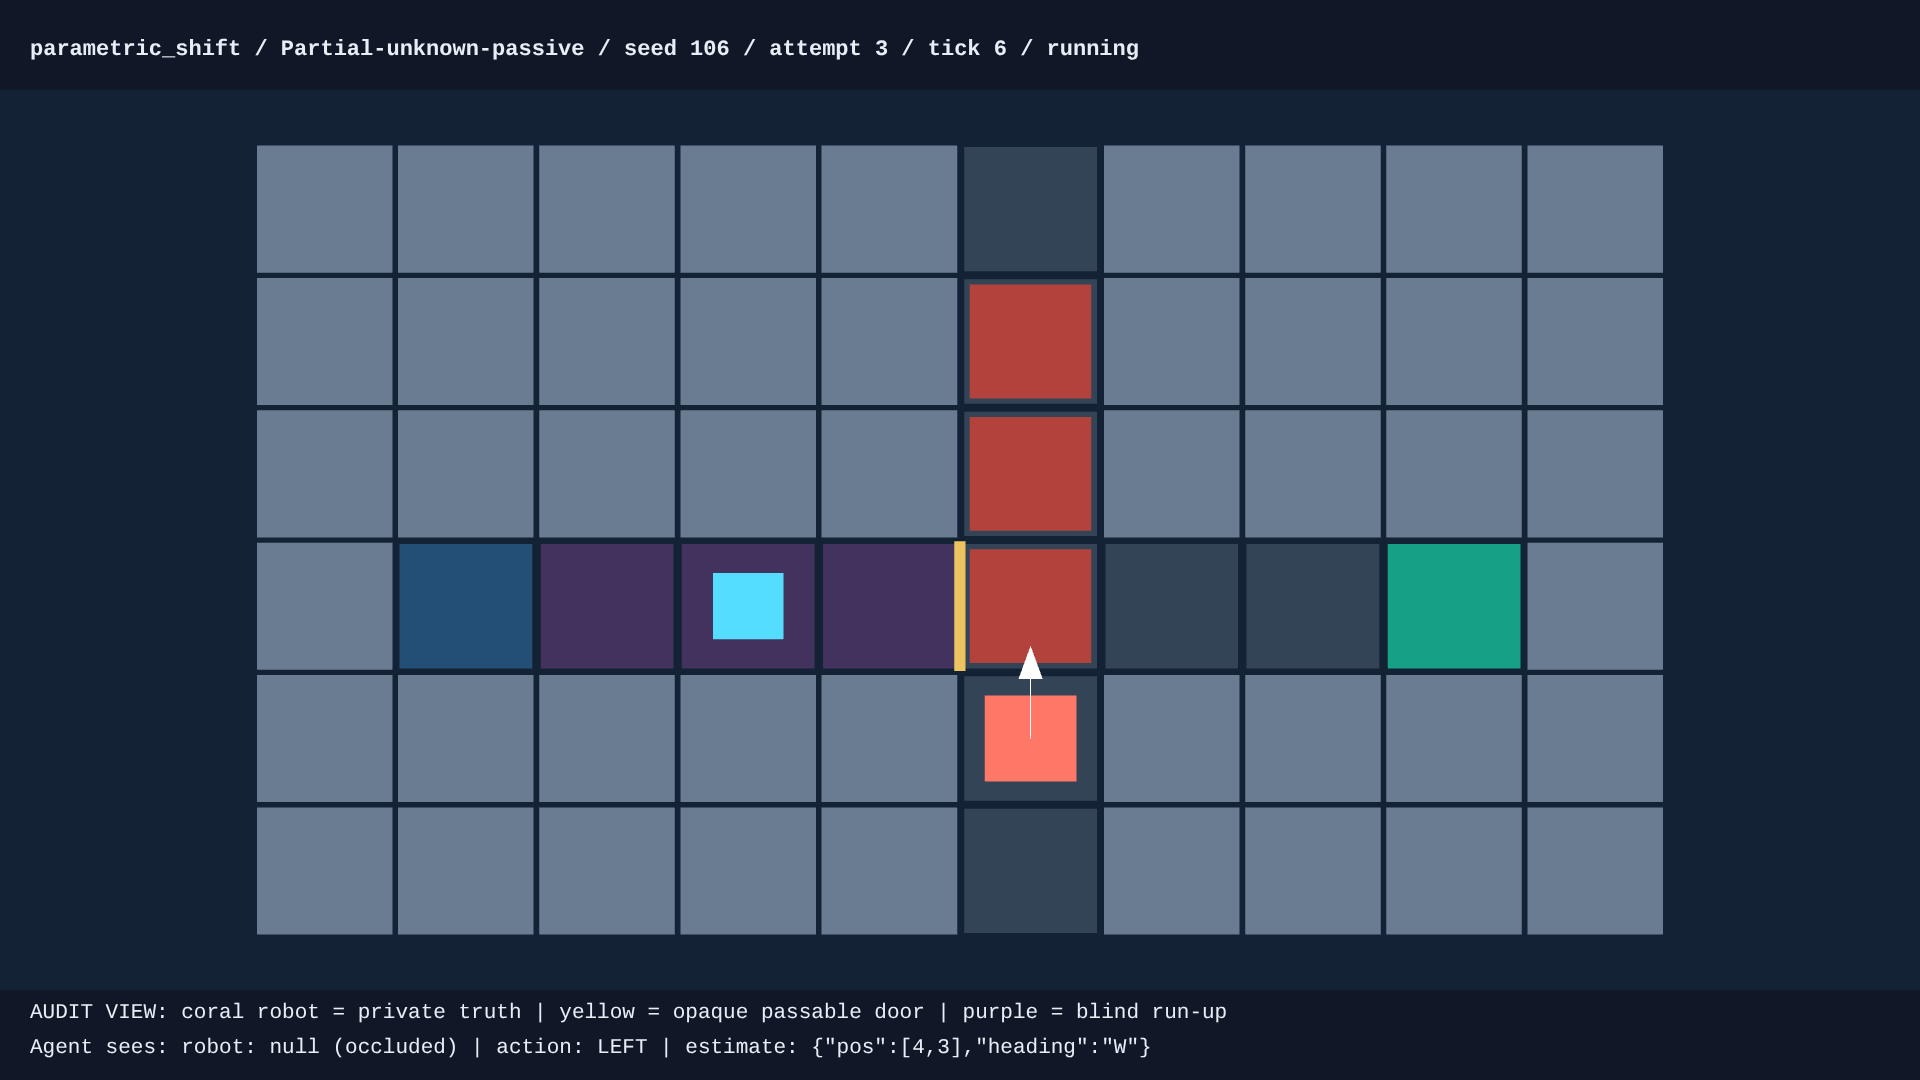 parametric_shift / Partial-unknown-passive / seed 106 / attempt 3 / tick 6 / running
AUDIT VIEW: coral robot = private truth | yellow = opaque passable door | purple = blind run-up
Agent sees: robot: null (occluded) | action: LEFT | estimate: {"pos":[4,3],"heading":"W"}